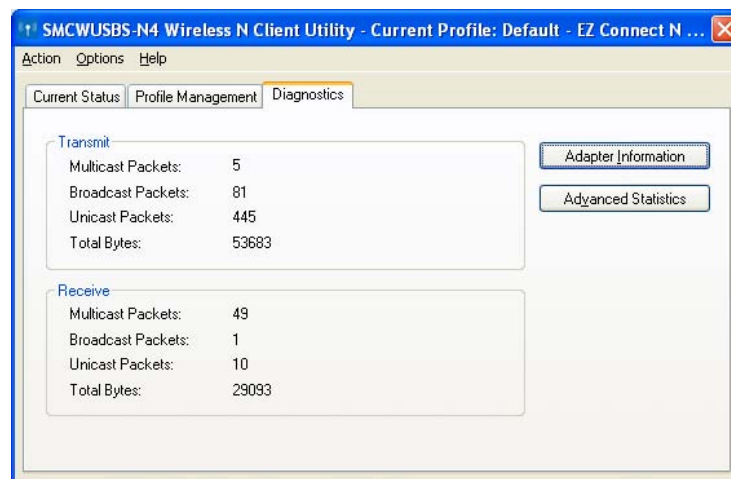 SMCWUSBS-N4 Wireless N Client Utility - Current Profile: Default - EZ Connect N ...
Action Options Help
Current Status Profile Management Diagnostics
Transmit
Multicast Packets: 5
Broadcast Packets: 81
Unicast Packets: 445
Total Bytes: 53683
Adapter Information
Advanced Statistics
Receive
Multicast Packets: 49
Broadcast Packets: 1
Unicast Packets: 10
Total Bytes: 29093